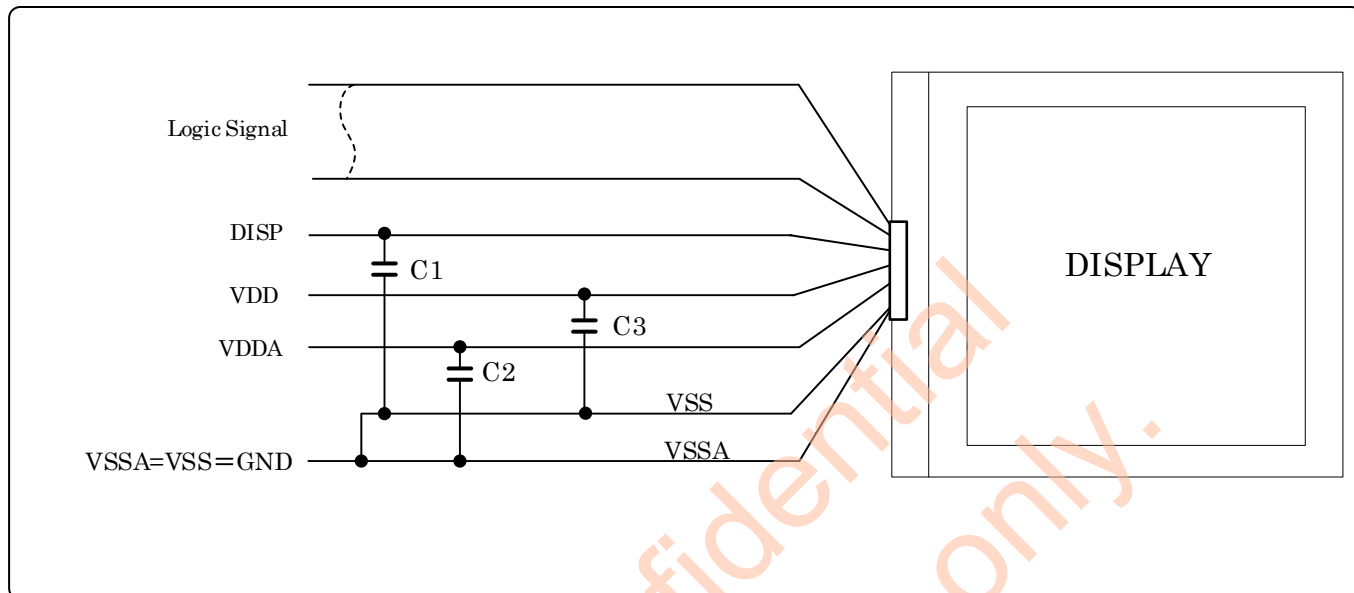 Logic Signal
DISP
C1
VDD
C3
VDDA
C2
VSS
VSSA=VSS=GND
VSSA
DISPLAY
fidential
only.